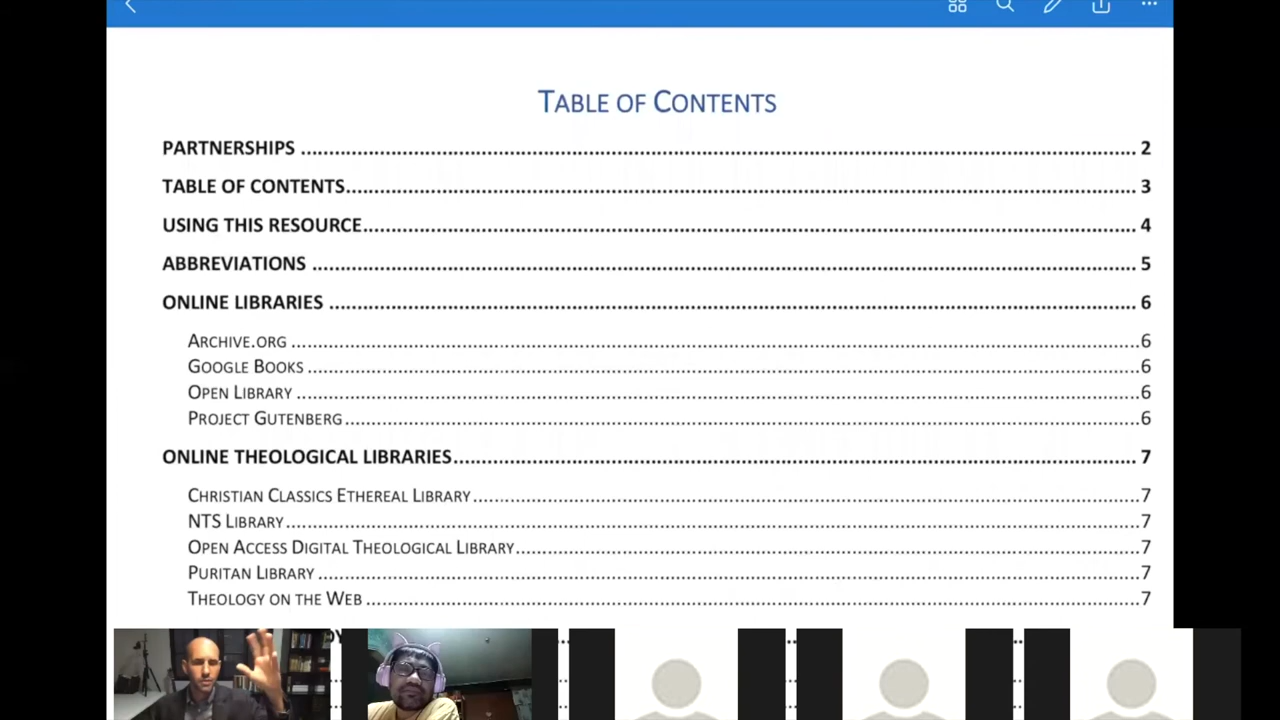 TABLE OF CONTENTS
PARTNERSHIPS ........ 2
TABLE OF CONTENTS........ 3
USING THIS RESOURCE........ 4
ABBREVIATIONS ........ 5
ONLINE LIBRARIES ........ 6
ARCHIVE.ORG ........ 6
GOOGLE BOOKS ........ 6
OPEN LIBRARY ........ 6
PROJECT GUTENBERG ........ 6
ONLINE THEOLOGICAL LIBRARIES........ 7
CHRISTIAN CLASSICS ETHEREAL LIBRARY ........ 7
NTS LIBRARY ........ 7
OPEN ACCESS DIGITAL THEOLOGICAL LIBRARY ........ 7
PURITAN LIBRARY ........ 7
THEOLOGY ON THE WEB ........ 7